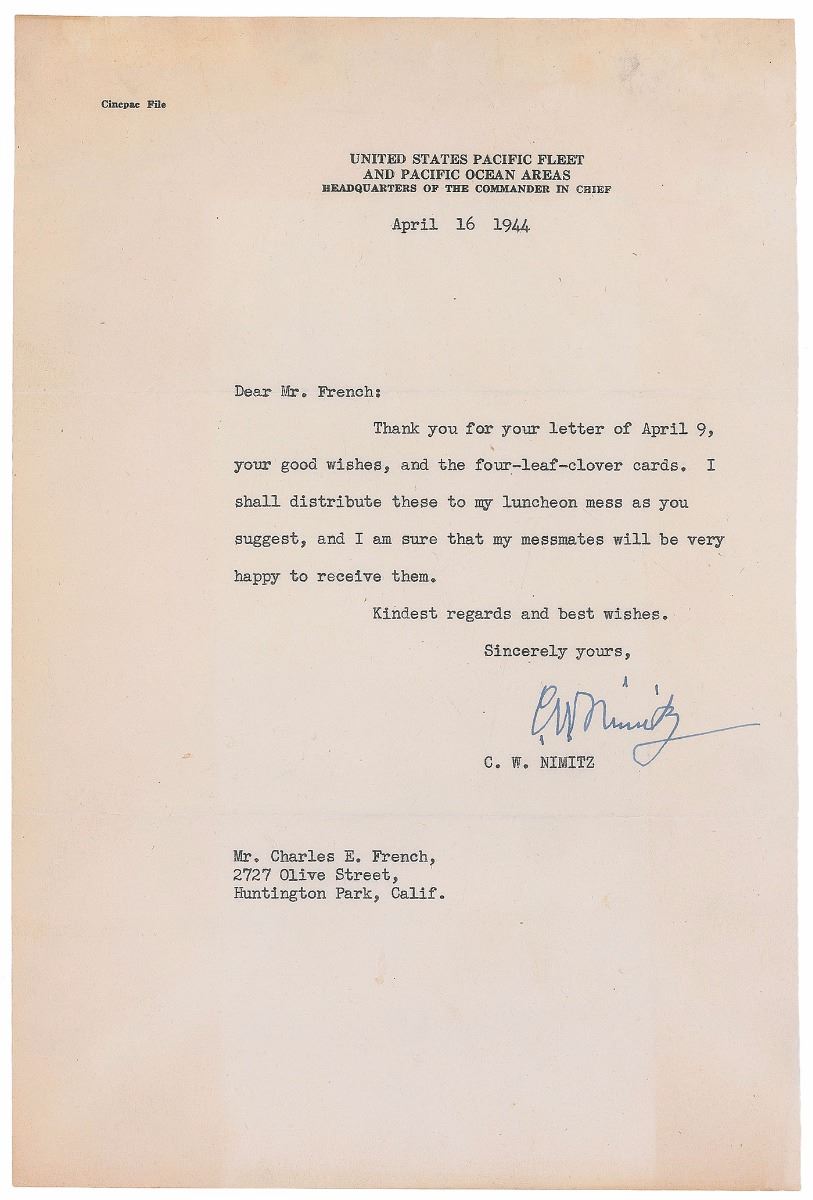 Cincpac File
UNITED STATES PACIFIC FLEET
AND PACIFIC OCEAN AREAS
HEADQUARTERS OF THE COMMANDER IN CHIEF
April 16 1944
Dear Mr. French:
Thank you for your letter of April 9,
your good wishes, and the four-leaf-clover cards. I
shall distribute these to my luncheon mess as you
suggest, and I am sure that my messmates will be very
happy to receive them.
Kindest regards and best wishes.
Sincerely yours,
C.W. Nimitz
C. W. NIMITZ
Mr. Charles E. French,
2727 Olive Street,
Huntington Park, Calif.